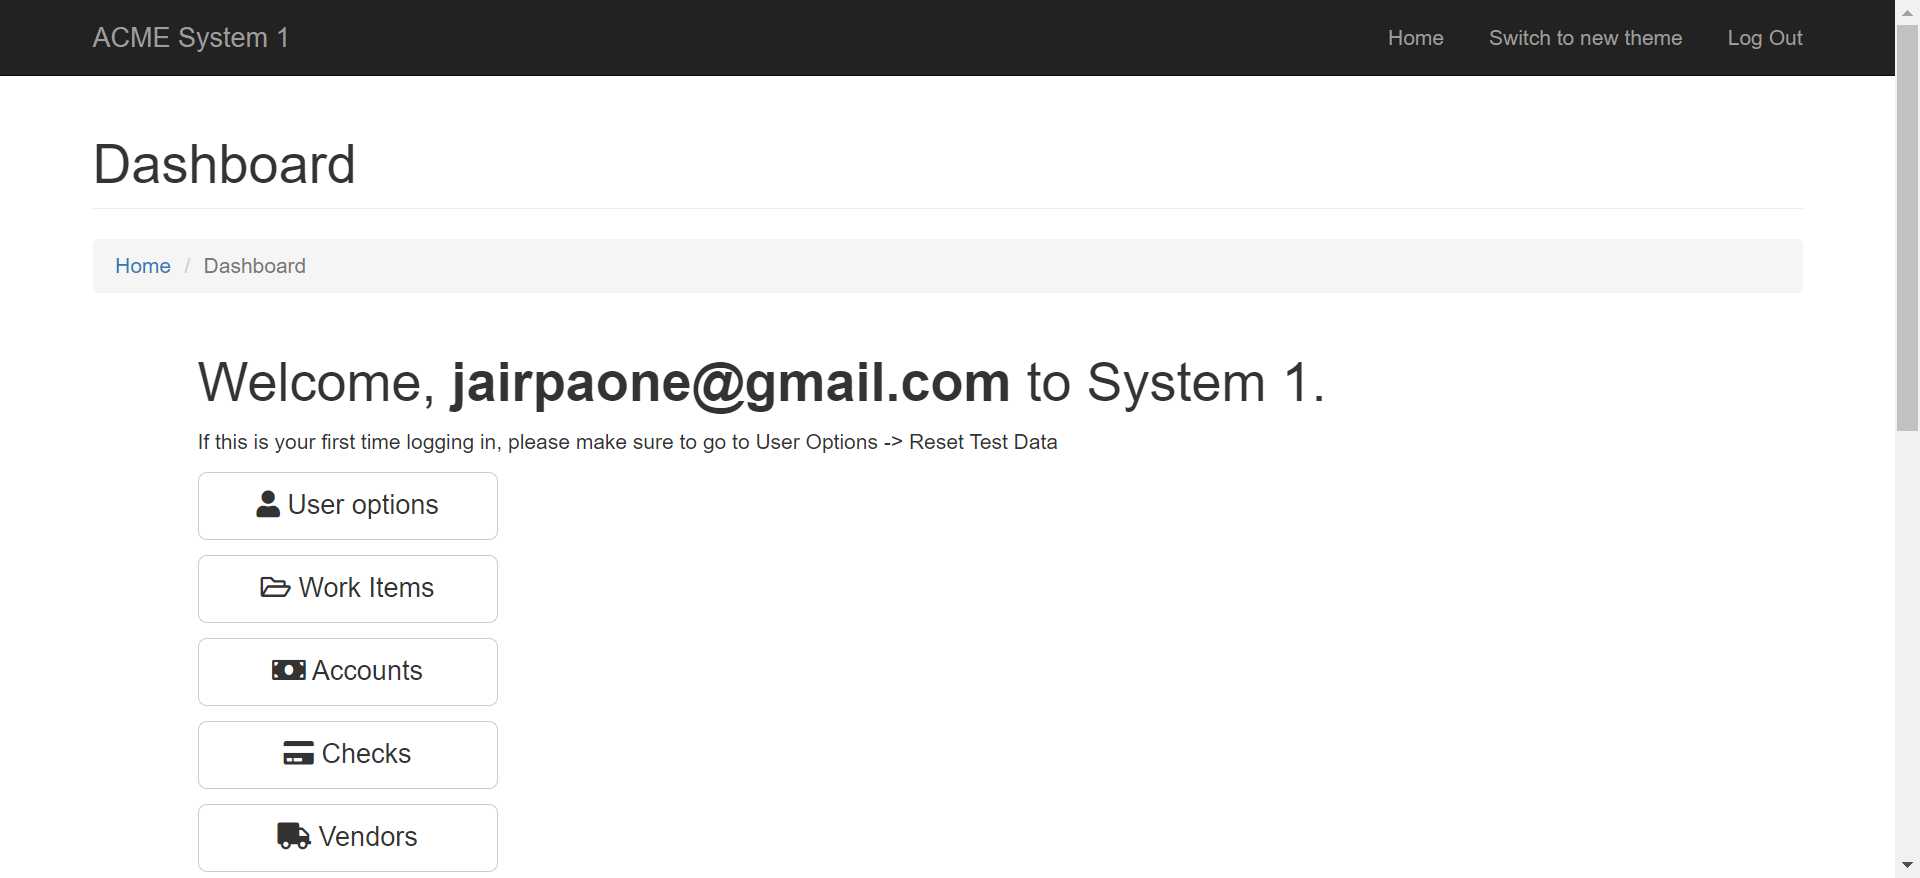 ACME System 1
Home
Switch to new theme
Log Out
Dashboard
Home / Dashboard
Welcome, jairpaone@gmail.com to System 1.
If this is your first time logging in, please make sure to go to User Options -> Reset Test Data
User options
Work Items
Accounts
Checks
Vendors